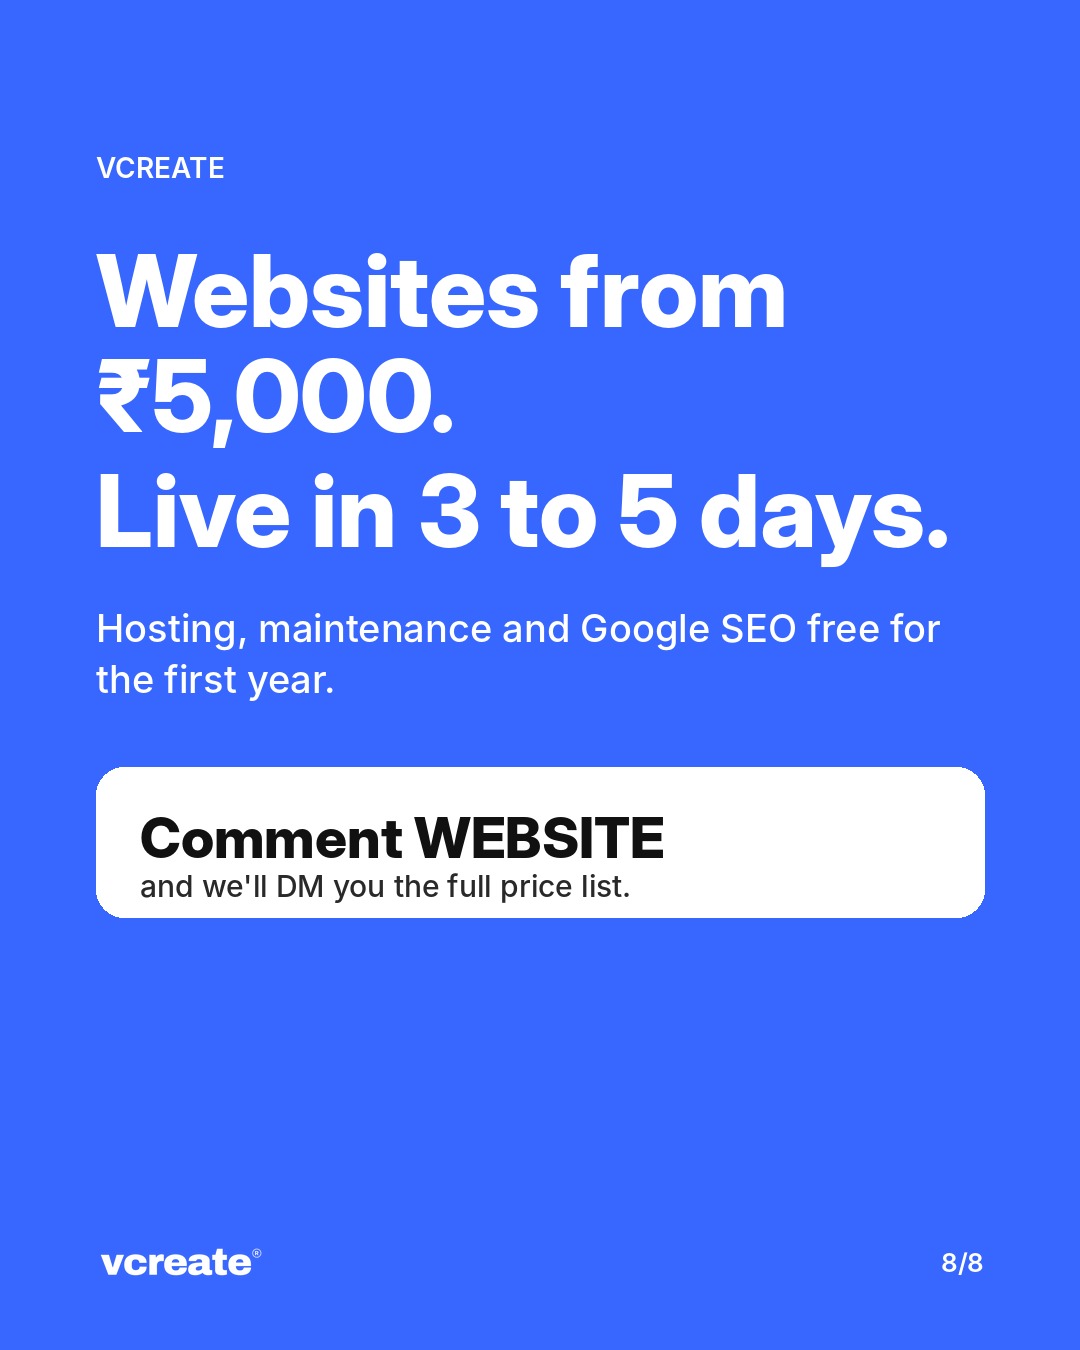 VCREATE
Websites from
₹5,000.
Live in 3 to 5 days.
Hosting, maintenance and Google SEO free for
the first year.
Comment WEBSITE
and we'll DM you the full price list.
vcreate®
8/8